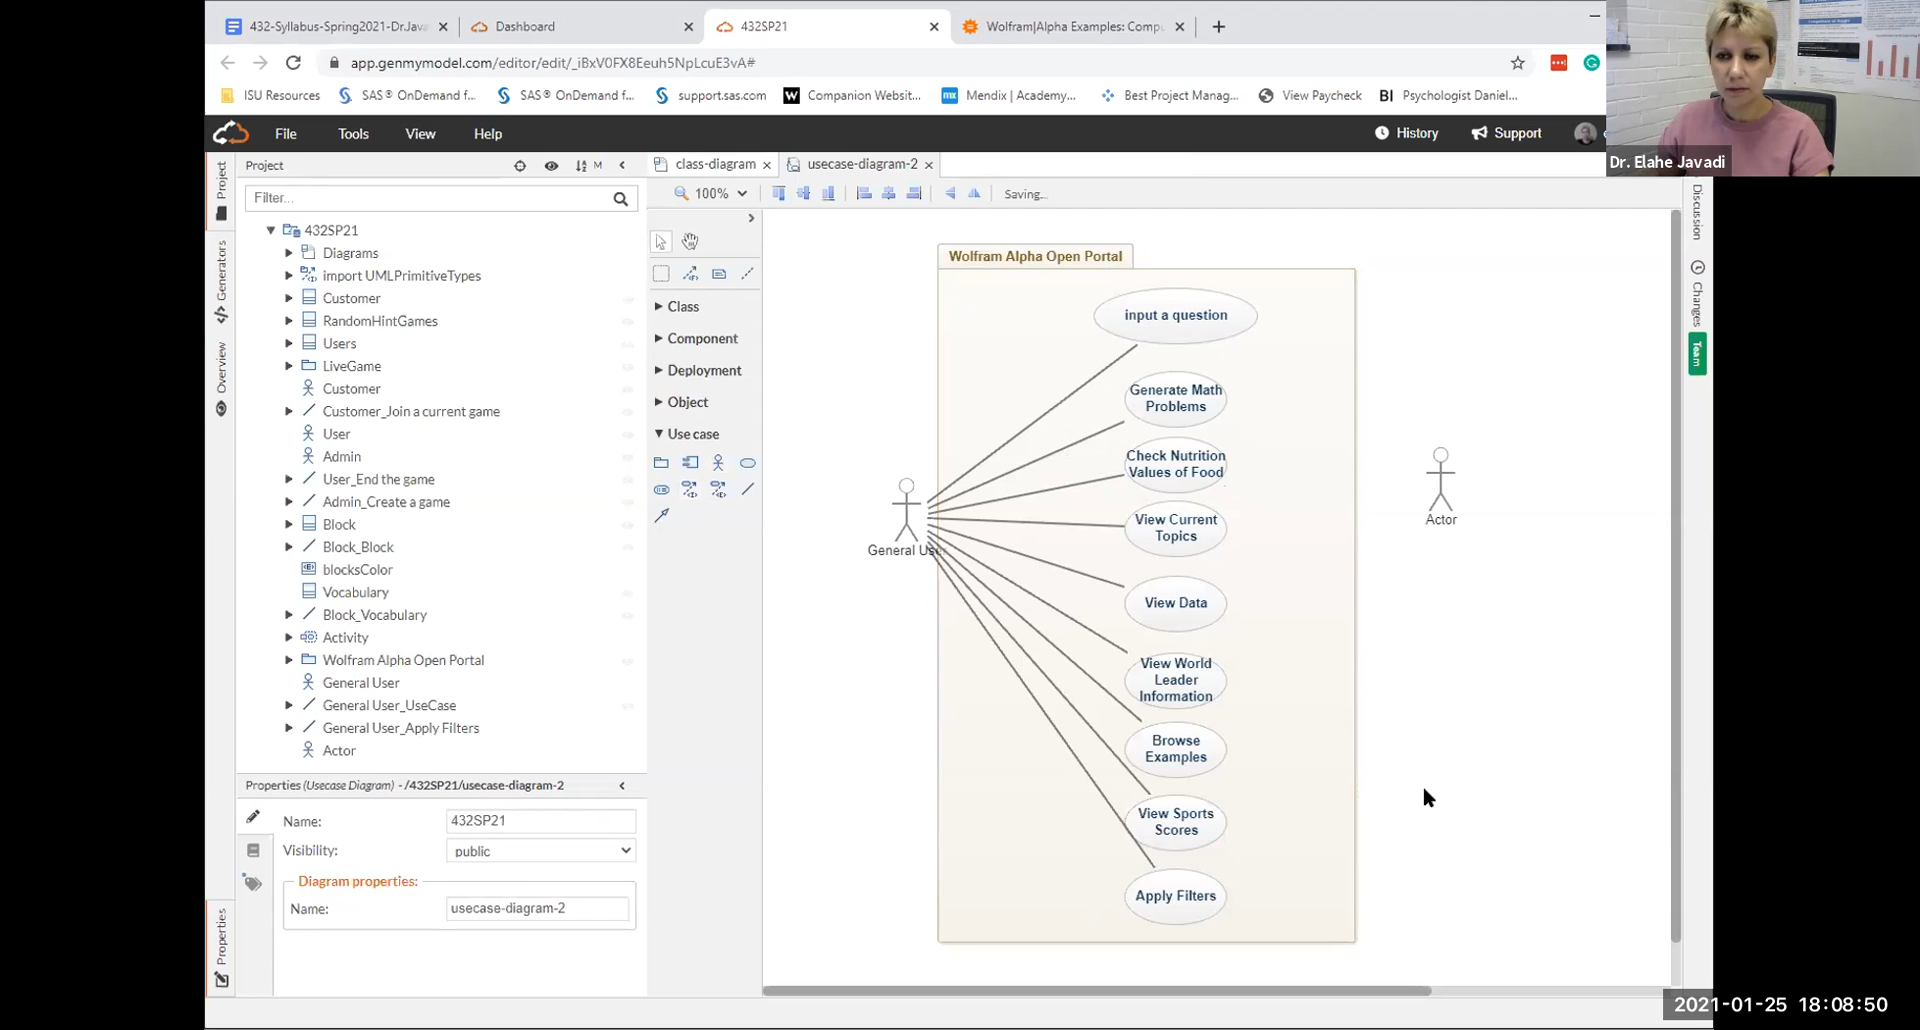 432-Syllabus-Spring2021-DrJava
Dashboard
432SP21
Wolfram|Alpha Examples: Compu
app.genmymodel.com/editor/edit/_iBxV0FX8Eeuh5NpLcuE3vA#
ISU Resources
SAS® OnDemand f...
SAS® OnDemand f...
support.sas.com
Companion Websit...
Mendix | Academy...
Best Project Manag...
View Paycheck
BI Psychologist Daniel...
Dr. Elahe Javadi
File
Tools
View
Help
History
Support
Project
Generators
Overview
Properties
Project
M
Filter...
432SP21
Diagrams
import UMLPrimitiveTypes
Customer
RandomHintGames
Users
LiveGame
Customer
Customer_Join a current game
User
Admin
User_End the game
Admin_Create a game
Block
Block_Block
blocksColor
Vocabulary
Block_Vocabulary
Activity
Wolfram Alpha Open Portal
General User
General User_UseCase
General User_Apply Filters
Actor
Properties (Usecase Diagram) - /432SP21/usecase-diagram-2
Name:
432SP21
Visibility:
public
Diagram properties:
Name:
usecase-diagram-2
class-diagram
usecase-diagram-2
100%
Saving...
Class
Component
Deployment
Object
Use case
Wolfram Alpha Open Portal
input a question
Generate Math
Problems
Check Nutrition
Values of Food
View Current
Topics
View Data
View World
Leader
Information
Browse
Examples
View Sports
Scores
Apply Filters
General Use
Actor
Discussion
Changes
Team
2021-01-25 18:08:50